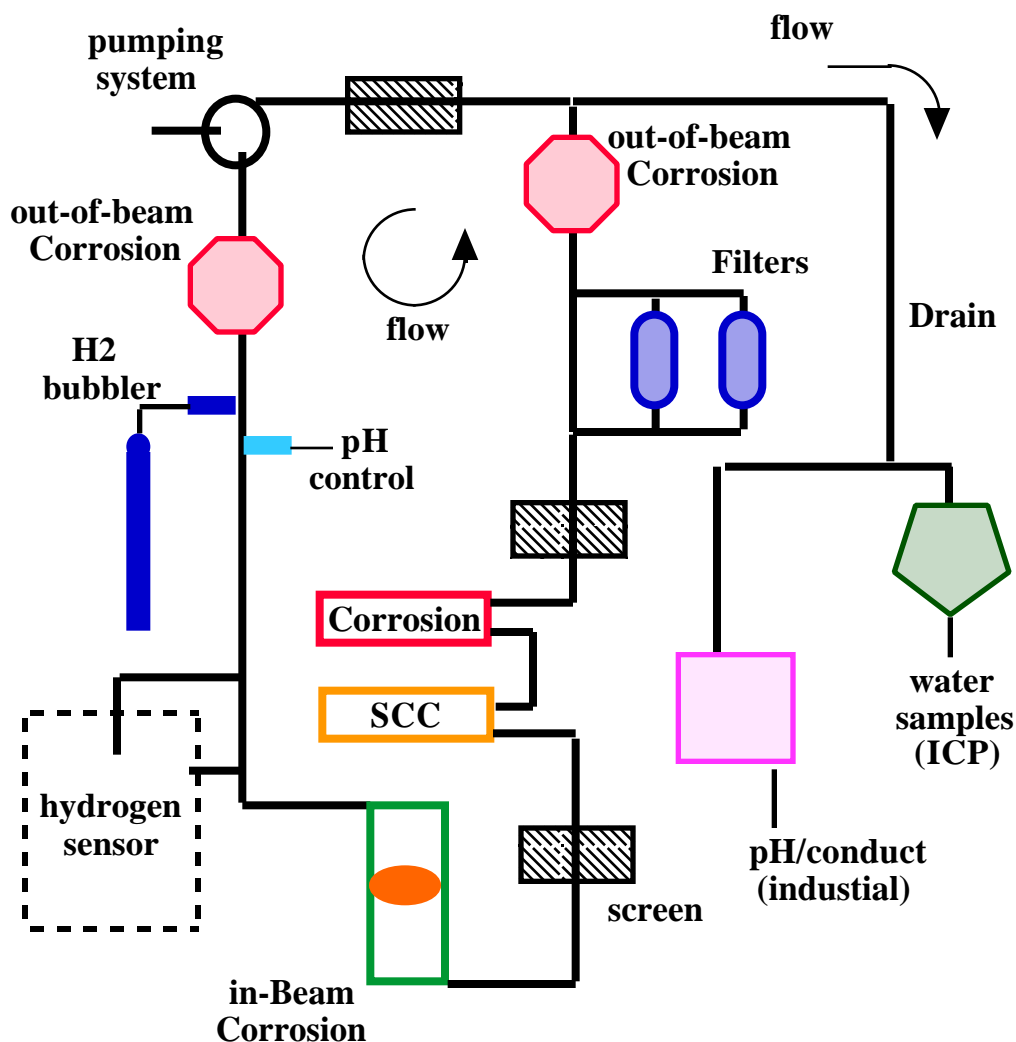 flow
pumping
system
out-of-beam
Corrosion
out-of-beam
Corrosion
Filters
flow
Drain
H2
bubbler
pH
control
Corrosion
SCC
water
samples
(ICP)
hydrogen
sensor
pH/conduct
(industial)
screen
in-Beam
Corrosion